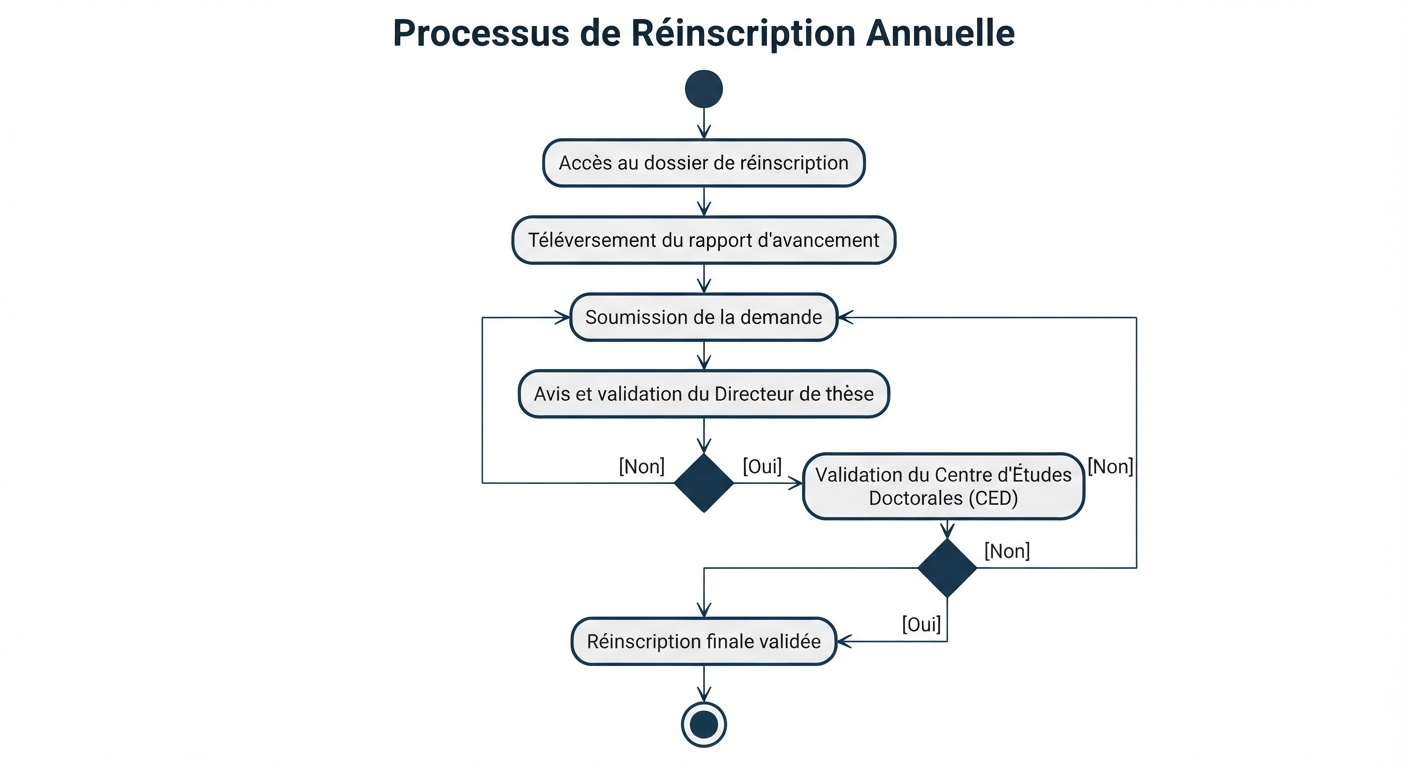 Processus de Réinscription Annuelle
Accès au dossier de réinscription
Téléversement du rapport d'avancement
Soumission de la demande
Avis et validation du Directeur de thèse
[Non]
[Oui]
Validation du Centre d'Études
Doctorales (CED)
[Non]
[Non]
[Oui]
Réinscription finale validée